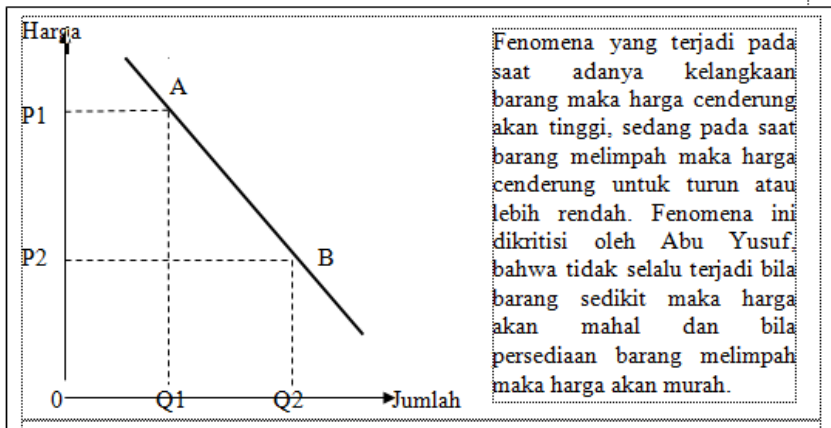 Harga
A
P1
P2
B
0
Q1
Q2
Jumlah
Fenomena yang terjadi pada
saat adanya kelangkaan
barang maka harga cenderung
akan tinggi, sedang pada saat
barang melimpah maka harga
cenderung untuk turun atau
lebih rendah. Fenomena ini
dikritisi oleh Abu Yusuf,
bahwa tidak selalu terjadi bila
barang sedikit maka harga
akan mahal dan bila
persediaan barang melimpah
maka harga akan murah.